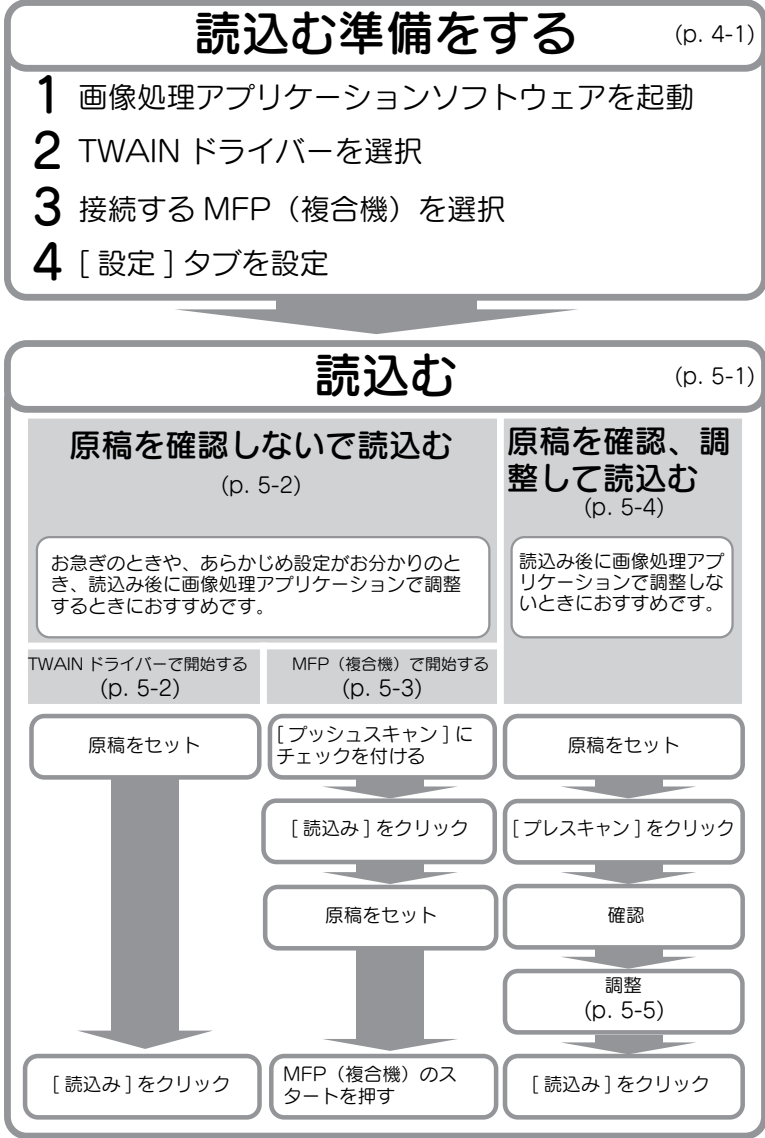 読込む準備をする (p. 4-1)
1 画像処理アプリケーションソフトウェアを起動
2 TWAIN ドライバーを選択
3 接続する MFP（複合機）を選択
4 [ 設定 ] タブを設定
読込む (p. 5-1)
原稿を確認しないで読込む
(p. 5-2)
お急ぎのときや、あらかじめ設定がお分かりのと
き、読込み後に画像処理アプリケーションで調整
するときにおすすめです。
原稿を確認、調
整して読込む
(p. 5-4)
読込み後に画像処理アプ
リケーションで調整しな
いときにおすすめです。
TWAIN ドライバーで開始する
(p. 5-2)
原稿をセット
[ 読込み ] をクリック
MFP（複合機）で開始する
(p. 5-3)
[ プッシュスキャン ] に
チェックを付ける
[ 読込み ] をクリック
原稿をセット
MFP（複合機）のス
タートを押す
原稿をセット
[ プレスキャン ] をクリック
確認
調整
(p. 5-5)
[ 読込み ] をクリック